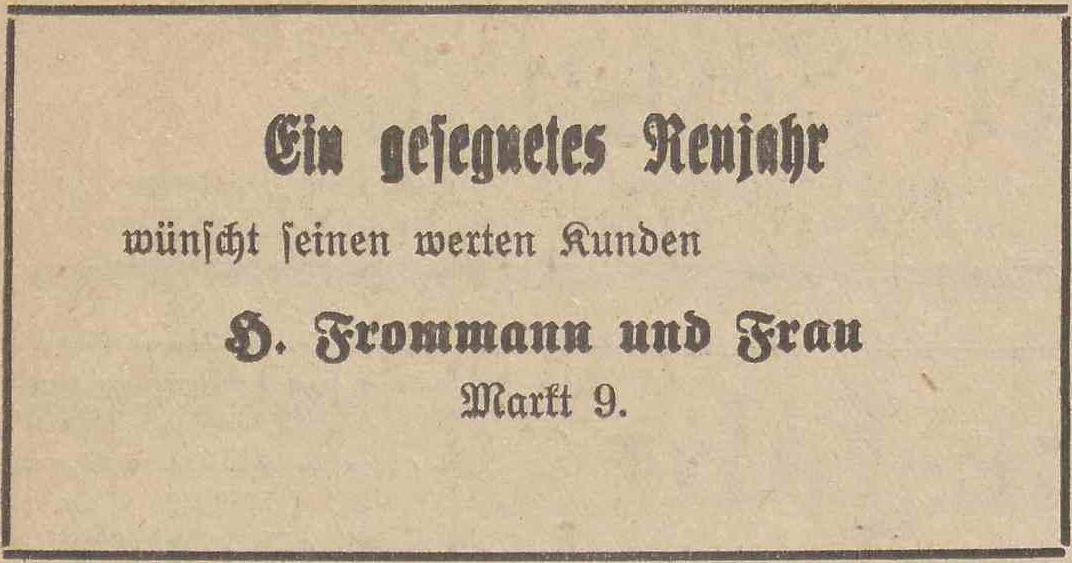 Ein gesegnetes Neujahr
wünscht seinen werten Kunden
H. Frommann und Frau
Markt 9.